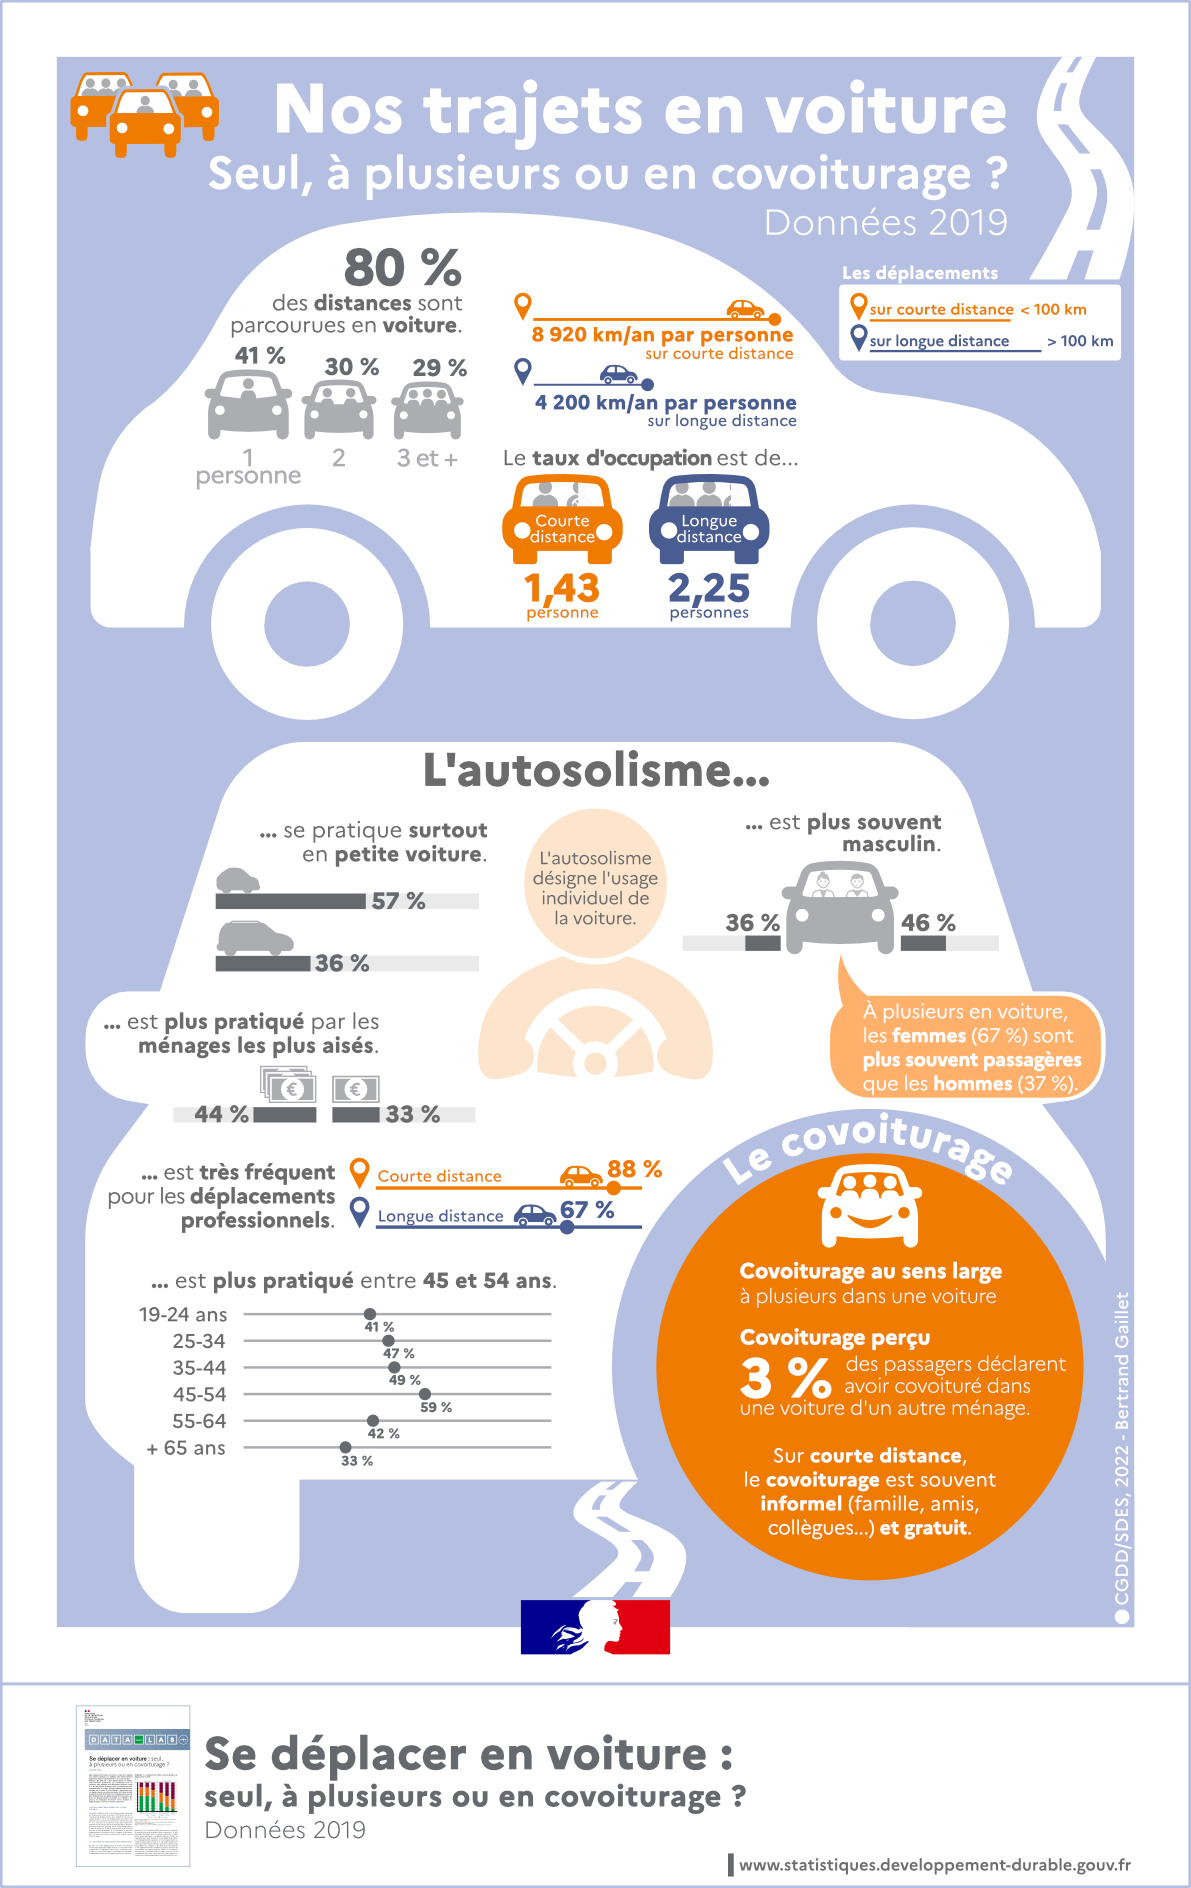 Nos trajets en voiture
Seul, à plusieurs ou en covoiturage ?
Données 2019
80 %
des distances sont
parcourues en voiture.
41 %
30 %
29 %
1
personne
2
3 et +
8 920 km/an par personne
sur courte distance
4 200 km/an par personne
sur longue distance
Les déplacements
sur courte distance < 100 km
sur longue distance > 100 km
Le taux d'occupation est de...
Courte
distance
1,43
personne
Longue
distance
2,25
personnes
L'autosolisme...
... se pratique surtout
en petite voiture.
57 %
36 %
L'autosolisme
désigne l'usage
individuel de
la voiture.
... est plus souvent
masculin.
36 %
46 %
À plusieurs en voiture,
les femmes (67 %) sont
plus souvent passagères
que les hommes (37 %).
... est plus pratiqué par les
ménages les plus aisés.
€
€
44 %
33 %
... est très fréquent
pour les déplacements
professionnels.
Courte distance
88 %
Longue distance
67 %
... est plus pratiqué entre 45 et 54 ans.
19-24 ans
41 %
25-34
47 %
35-44
49 %
45-54
59 %
55-64
42 %
+ 65 ans
33 %
Le covoiturage
Covoiturage au sens large
à plusieurs dans une voiture
Covoiturage perçu
3 % des passagers déclarent
avoir covoituré dans
une voiture d'un autre ménage.
Sur courte distance,
le covoiturage est souvent
informel (famille, amis,
collègues...) et gratuit.
CGDD/SDES, 2022 - Bertrand Gaillet
DATA LAB
Se déplacer en voiture : seul,
à plusieurs ou en covoiturage ?
Se déplacer en voiture :
seul, à plusieurs ou en covoiturage ?
Données 2019
www.statistiques.developpement-durable.gouv.fr